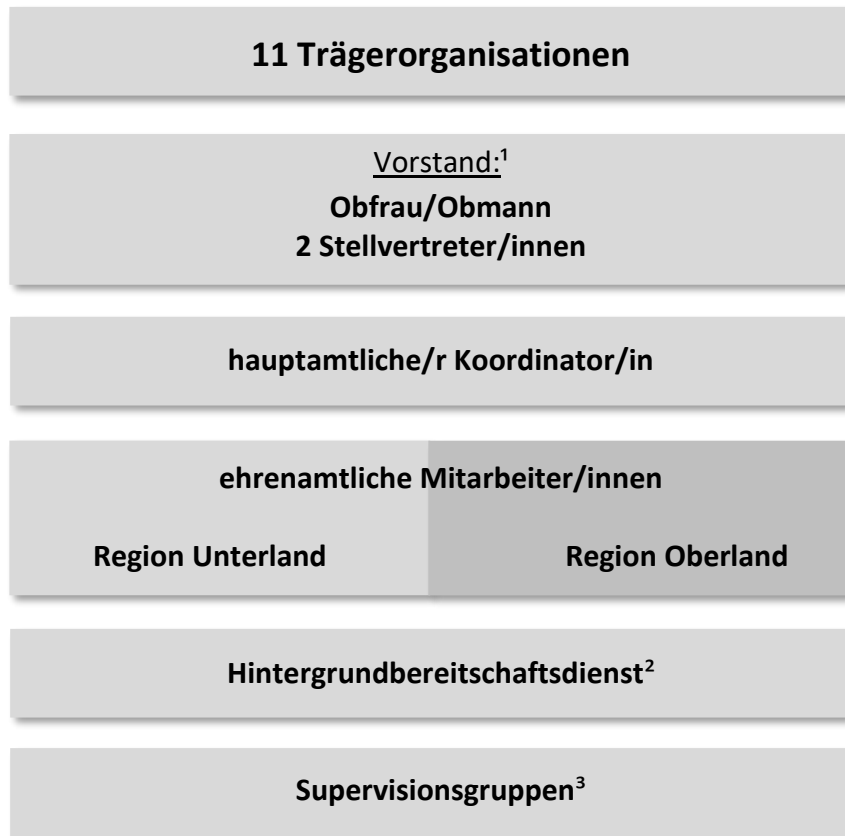 11 Trägerorganisationen
Vorstand:¹
Obfrau/Obmann
2 Stellvertreter/innen
hauptamtliche/r Koordinator/in
ehrenamtliche Mitarbeiter/innen
Region Unterland Region Oberland
Hintergrundbereitschaftsdienst²
Supervisionsgruppen³